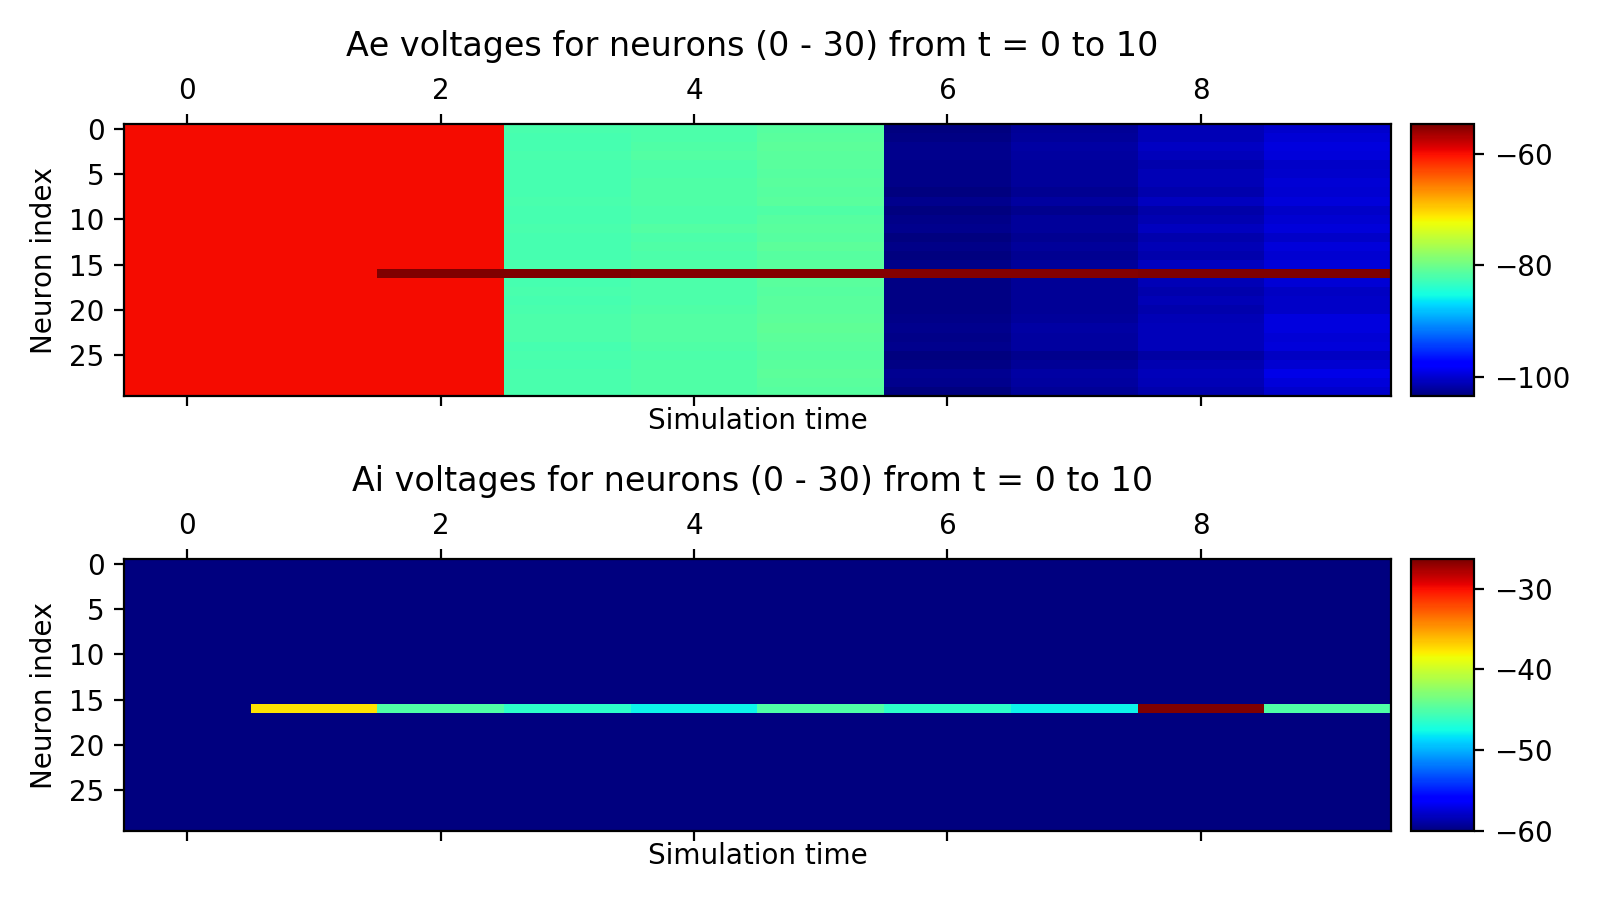 Ae voltages for neurons (0 - 30) from t = 0 to 10
0 2 4 6 8
0
5
10
15
20
25
Neuron index
Simulation time
−60
−80
−100
Ai voltages for neurons (0 - 30) from t = 0 to 10
0 2 4 6 8
0
5
10
15
20
25
Neuron index
Simulation time
−30
−40
−50
−60